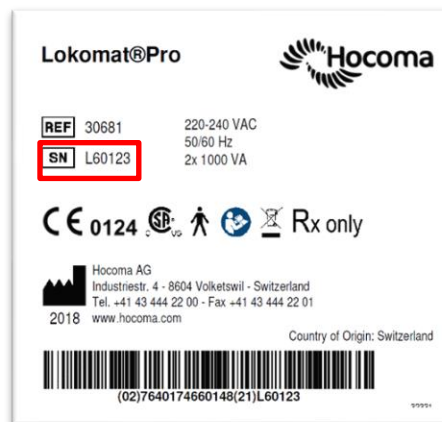 Lokomat®Pro
Hocoma
REF 30681
220-240 VAC
SN L60123
50/60 Hz
2x 1000 VA
CE 0124 Rx only
Hocoma AG
Industriestr. 4 - 8604 Volketswil - Switzerland
Tel. +41 43 444 22 00 - Fax +41 43 444 22 01
2018 www.hocoma.com
Country of Origin: Switzerland
(02)7640174660148(21)L60123